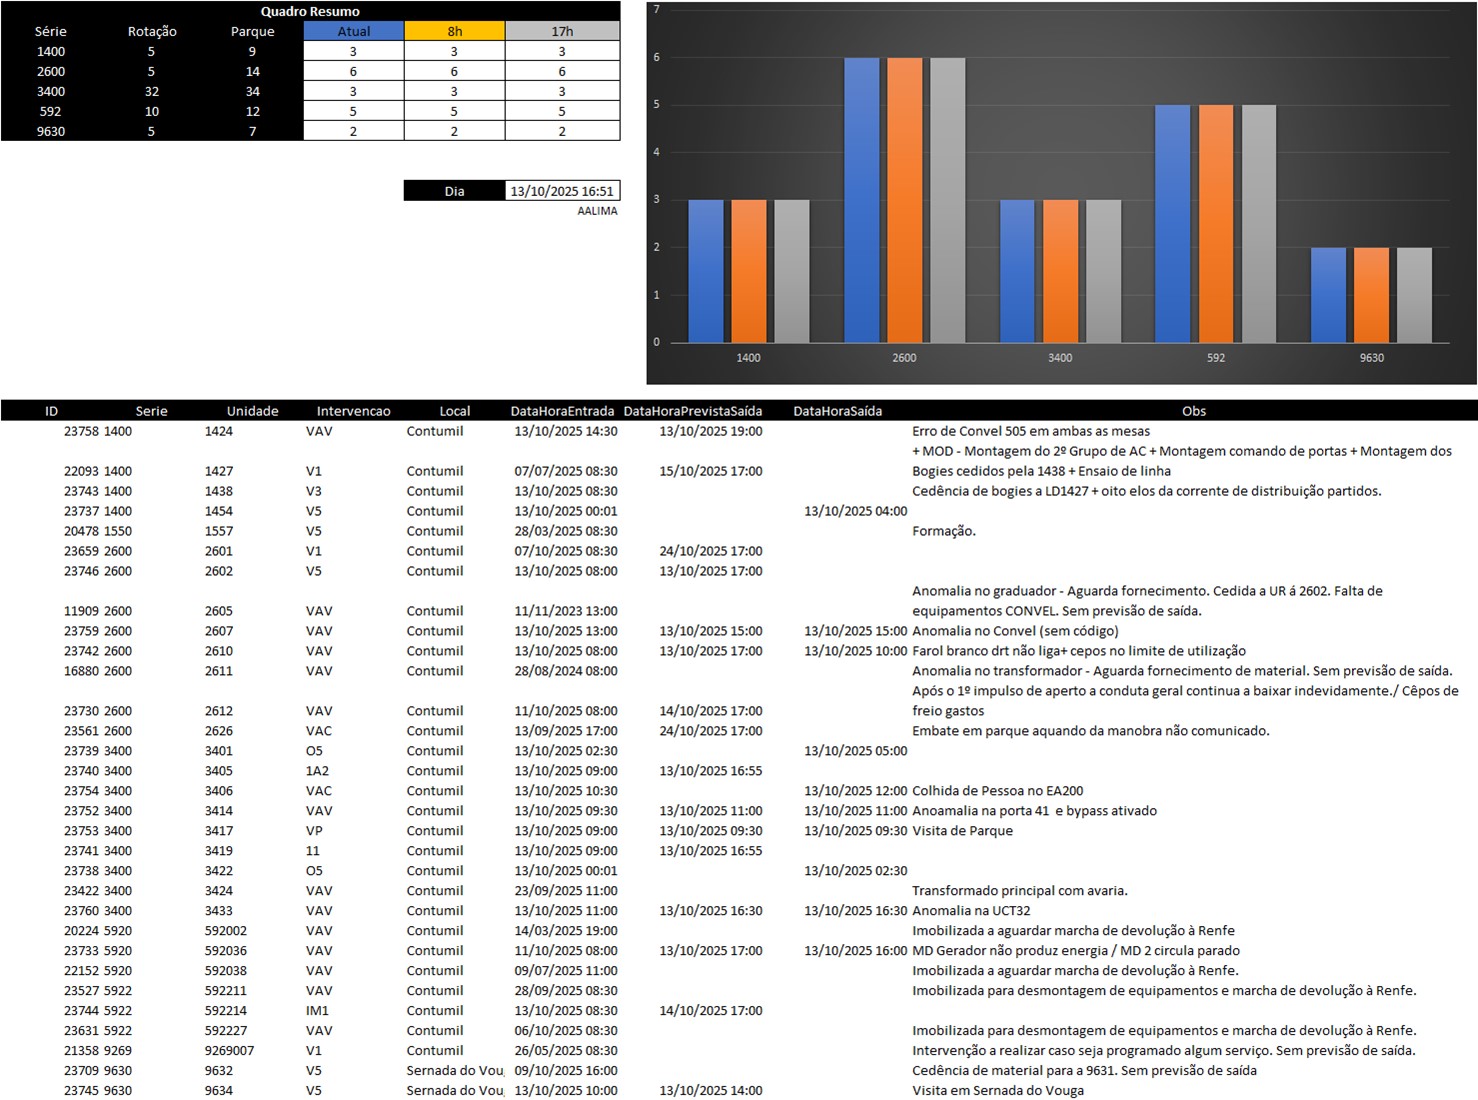 Quadro Resumo
Série Rotação Parque Atual 8h 17h
1400 5 9 3 3 3
2600 5 14 6 6 6
3400 32 34 3 3 3
592 10 12 5 5 5
9630 5 7 2 2 2
Dia 13/10/2025 16:51
AALIMA
7
6
5
4
3
2
1
0
1400 2600 3400 592 9630
ID Serie Unidade Intervencao Local DataHoraEntrada DataHoraPrevistaSaída DataHoraSaída Obs
23758 1400 1424 VAV Contumil 13/10/2025 14:30 13/10/2025 19:00 Erro de Convel 505 em ambas as mesas
+ MOD - Montagem do 2º Grupo de AC + Montagem comando de portas + Montagem dos
22093 1400 1427 V1 Contumil 07/07/2025 08:30 15/10/2025 17:00 Bogies cedidos pela 1438 + Ensaio de linha
23743 1400 1438 V3 Contumil 13/10/2025 08:30 Cedência de bogies a LD1427 + oito elos da corrente de distribuição partidos.
23737 1400 1454 V5 Contumil 13/10/2025 00:01 13/10/2025 04:00
20478 1550 1557 V5 Contumil 28/03/2025 08:30 Formação.
23659 2600 2601 V1 Contumil 07/10/2025 08:30 24/10/2025 17:00
23746 2600 2602 V5 Contumil 13/10/2025 08:00 13/10/2025 17:00
Anomalia no graduador - Aguarda fornecimento. Cedida a UR á 2602. Falta de
11909 2600 2605 VAV Contumil 11/11/2023 13:00 equipamentos CONVEL. Sem previsão de saída.
23759 2600 2607 VAV Contumil 13/10/2025 13:00 13/10/2025 15:00 13/10/2025 15:00 Anomalia no Convel (sem código)
23742 2600 2610 VAV Contumil 13/10/2025 08:00 13/10/2025 17:00 13/10/2025 10:00 Farol branco drt não liga+ cepos no limite de utilização
16880 2600 2611 VAV Contumil 28/08/2024 08:00 Anomalia no transformador - Aguarda fornecimento de material. Sem previsão de saída.
Após o 1º impulso de aperto a conduta geral continua a baixar indevidamente./ Cêpos de
23730 2600 2612 VAV Contumil 11/10/2025 08:00 14/10/2025 17:00 freio gastos
23561 2600 2626 VAC Contumil 13/09/2025 17:00 24/10/2025 17:00 Embate em parque aquando da manobra não comunicado.
23739 3400 3401 O5 Contumil 13/10/2025 02:30 13/10/2025 05:00
23740 3400 3405 1A2 Contumil 13/10/2025 09:00 13/10/2025 16:55
23754 3400 3406 VAC Contumil 13/10/2025 10:30 13/10/2025 12:00 Colhida de Pessoa no EA200
23752 3400 3414 VAV Contumil 13/10/2025 09:30 13/10/2025 11:00 13/10/2025 11:00 Anoamalia na porta 41 e bypass ativado
23753 3400 3417 VP Contumil 13/10/2025 09:00 13/10/2025 09:30 13/10/2025 09:30 Visita de Parque
23741 3400 3419 11 Contumil 13/10/2025 09:00 13/10/2025 16:55
23738 3400 3422 O5 Contumil 13/10/2025 00:01 13/10/2025 02:30
23422 3400 3424 VAV Contumil 23/09/2025 11:00 Transformado principal com avaria.
23760 3400 3433 VAV Contumil 13/10/2025 11:00 13/10/2025 16:30 13/10/2025 16:30 Anomalia na UCT32
20224 5920 592002 VAV Contumil 14/03/2025 19:00 Imobilizada a aguardar marcha de devolução à Renfe
23733 5920 592036 VAV Contumil 11/10/2025 08:00 13/10/2025 17:00 13/10/2025 16:00 MD Gerador não produz energia / MD 2 circula parado
22152 5920 592038 VAV Contumil 09/07/2025 11:00 Imobilizada a aguardar marcha de devolução à Renfe.
23527 5922 592211 VAV Contumil 28/09/2025 08:30 Imobilizada para desmontagem de equipamentos e marcha de devolução à Renfe.
23744 5922 592214 IM1 Contumil 13/10/2025 08:30 14/10/2025 17:00
23631 5922 592227 VAV Contumil 06/10/2025 08:30 Imobilizada para desmontagem de equipamentos e marcha de devolução à Renfe.
21358 9269 9269007 V1 Contumil 26/05/2025 08:30 Intervenção a realizar caso seja programado algum serviço. Sem previsão de saída.
23709 9630 9632 V5 Sernada do Voug 09/10/2025 16:00 Cedência de material para a 9631. Sem previsão de saída
23745 9630 9634 V5 Sernada do Voug 13/10/2025 10:00 13/10/2025 14:00 Visita em Sernada do Vouga